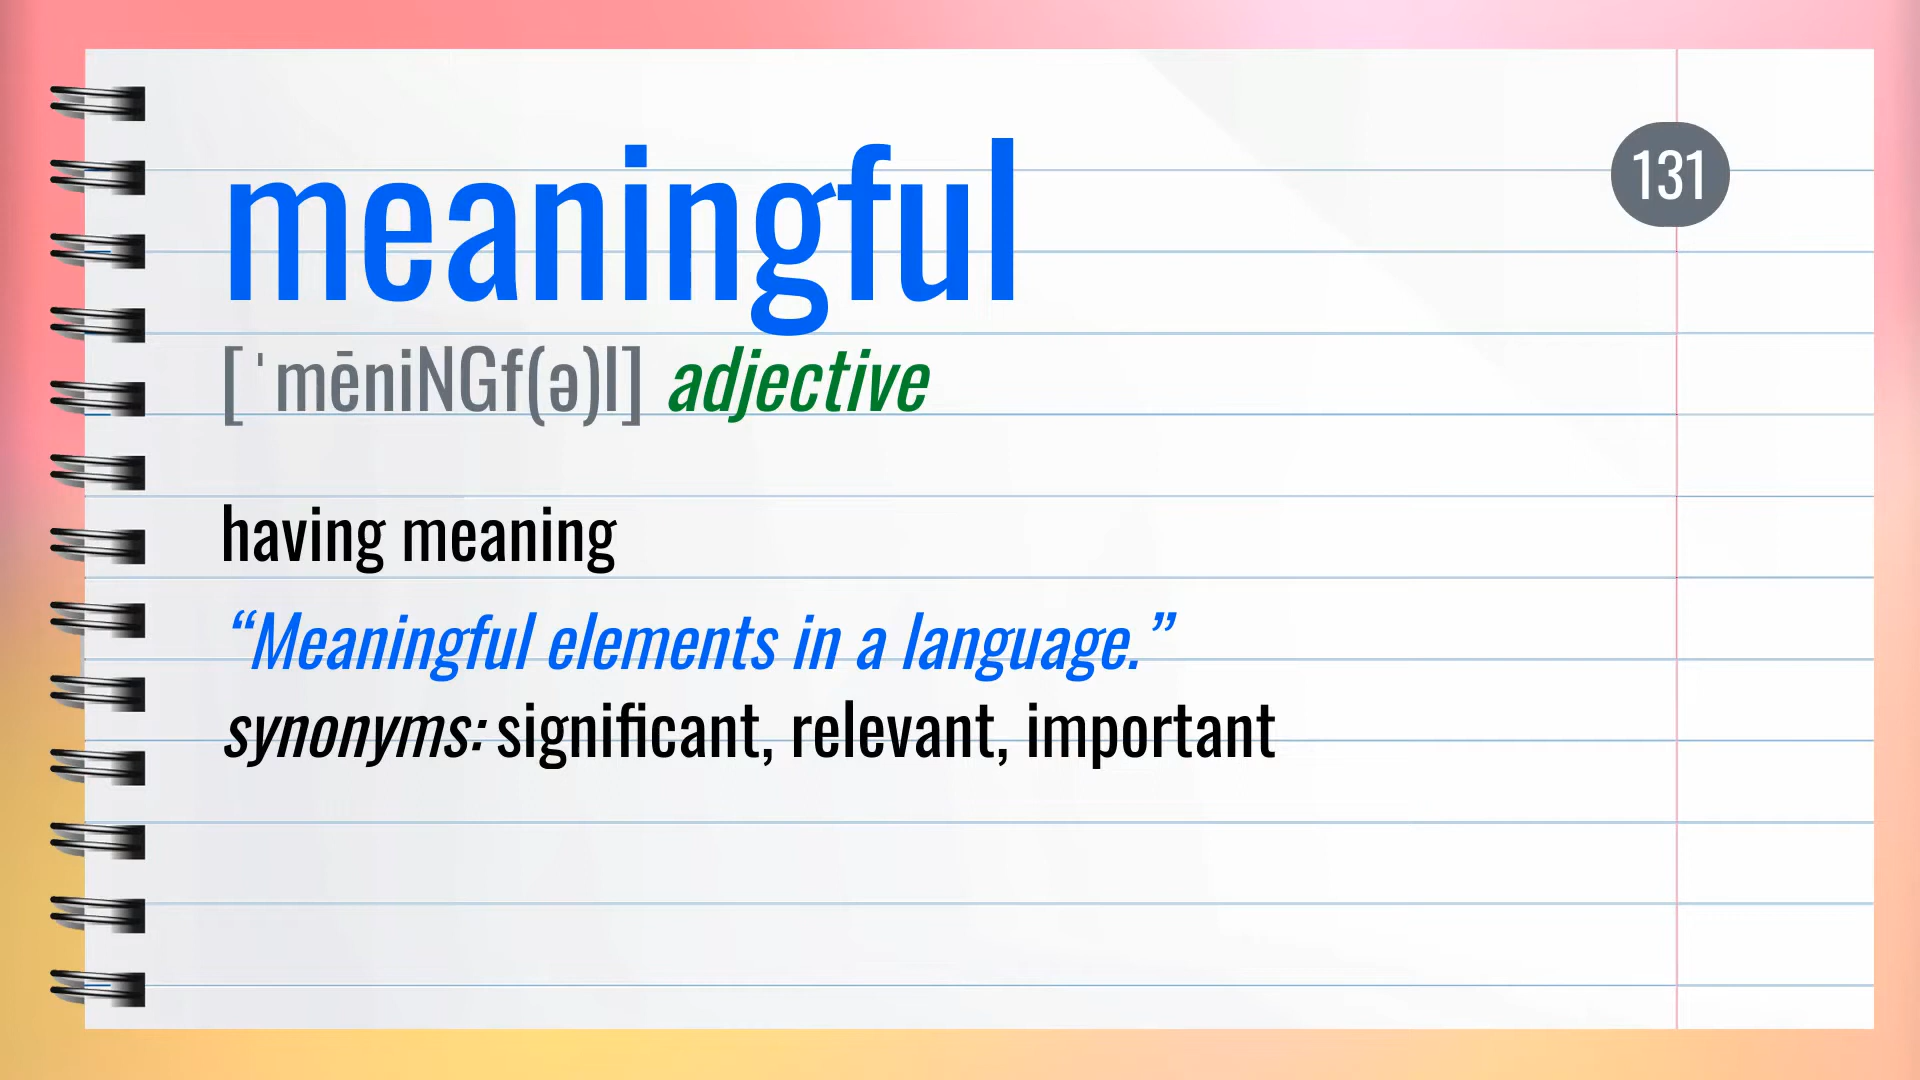 meaningful
131
[ˈmēniNGf(ə)l] adjective
having meaning
“Meaningful elements in a language.”
synonyms: significant, relevant, important